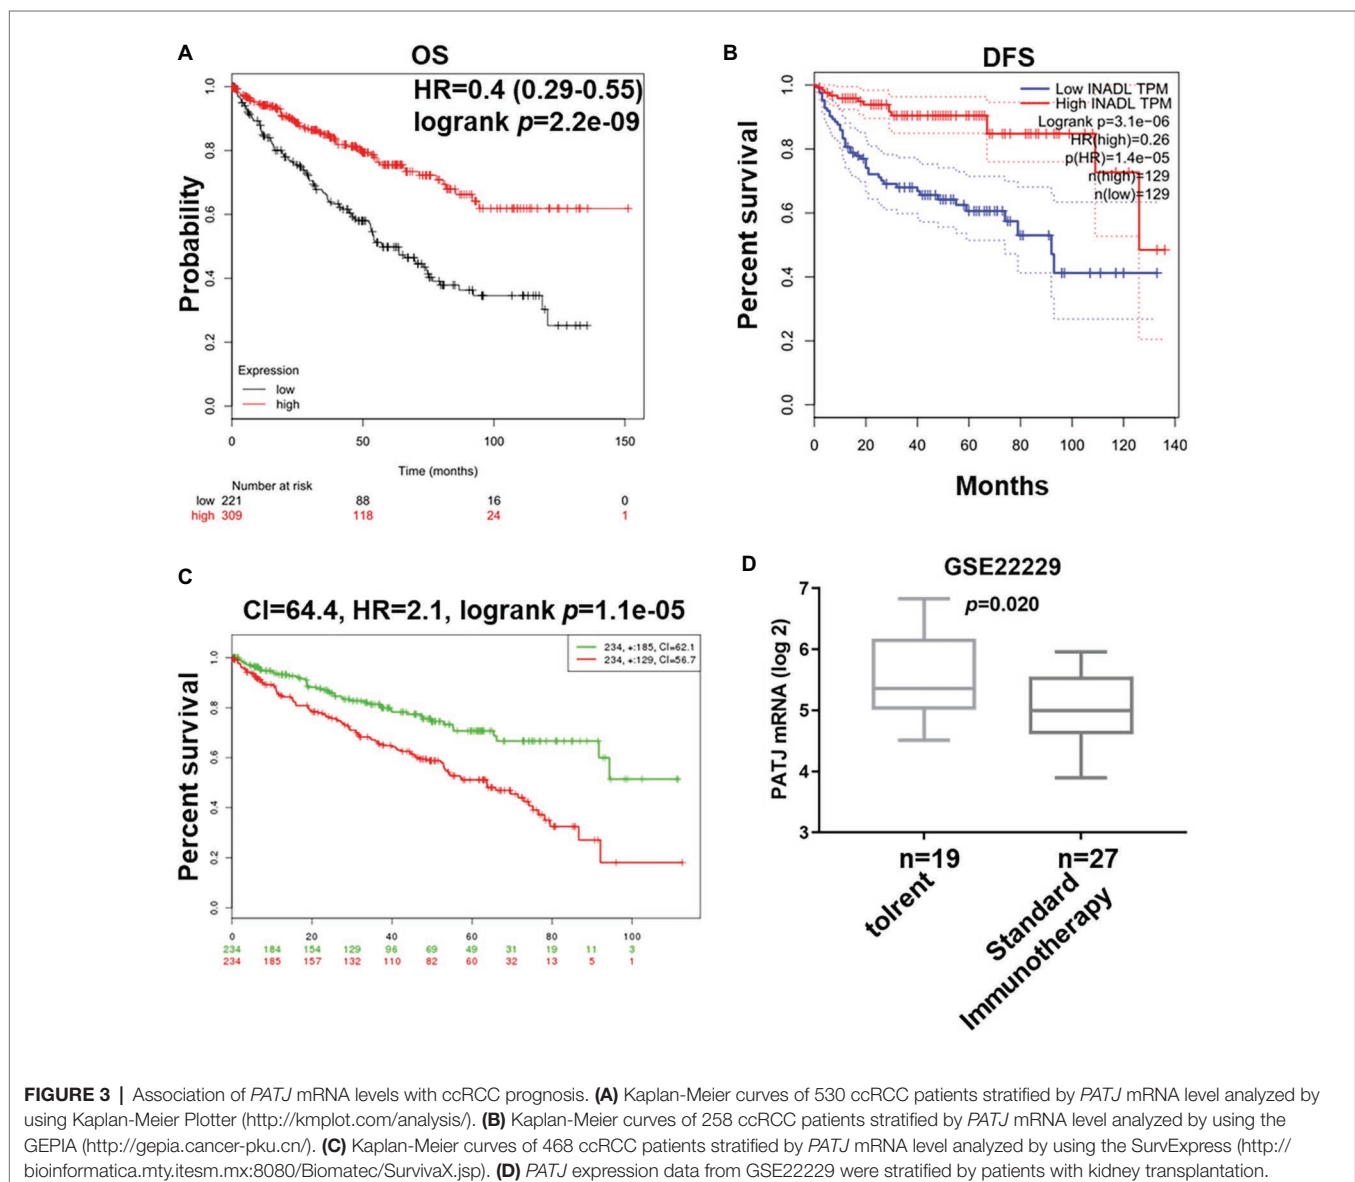 A
OS
HR=0.4 (0.29-0.55)
logrank p=2.2e-09
Probability
1.0
0.8
0.6
0.4
0.2
0.0
Expression
low
high
0 50 100 150
Time (months)
Number at risk
low 221 88 16 0
high 309 118 24 1
B
DFS
Low INADL TPM
High INADL TPM
Logrank p=3.1e-06
HR(high)=0.26
p(HR)=1.4e-05
n(high)=129
n(low)=129
Percent survival
1.0
0.8
0.6
0.4
0.2
0.0
0 20 40 60 80 100 120 140
Months
C
CI=64.4, HR=2.1, logrank p=1.1e-05
234, +:185, CI=62.1
234, +:129, CI=56.7
Percent survival
1.0
0.8
0.6
0.4
0.2
0.0
0 20 40 60 80 100
234 184 154 129 96 69 49 31 19 11 3
234 185 157 132 110 82 60 32 13 5 1
D
GSE22229
p=0.020
PATJ mRNA (log 2)
7
6
5
4
3
n=19 n=27
tolrent
Standard
Immunotherapy
FIGURE 3 | Association of PATJ mRNA levels with ccRCC prognosis. (A) Kaplan-Meier curves of 530 ccRCC patients stratified by PATJ mRNA level analyzed by
using Kaplan-Meier Plotter (http://kmplot.com/analysis/). (B) Kaplan-Meier curves of 258 ccRCC patients stratified by PATJ mRNA level analyzed by using the
GEPIA (http://gepia.cancer-pku.cn/). (C) Kaplan-Meier curves of 468 ccRCC patients stratified by PATJ mRNA level analyzed by using the SurvExpress (http://
bioinformatica.mty.itesm.mx:8080/Biomatec/SurvivaX.jsp). (D) PATJ expression data from GSE22229 were stratified by patients with kidney transplantation.